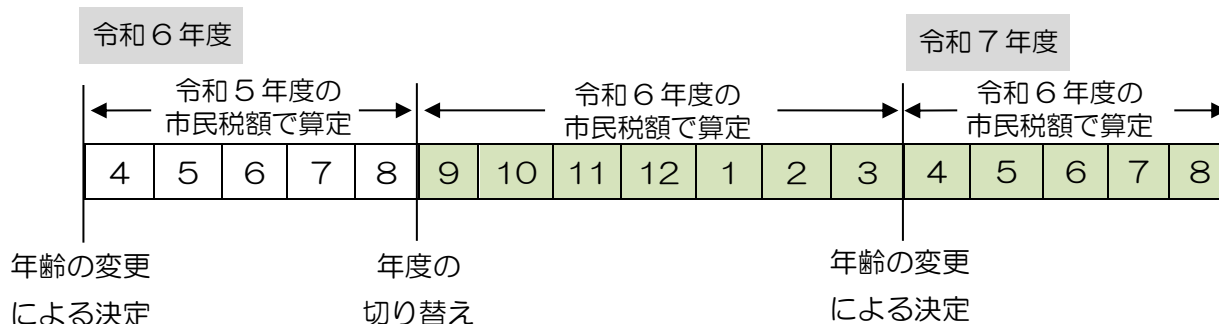 令和６年度
令和７年度
令和５年度の
市民税額で算定
令和６年度の
市民税額で算定
令和６年度の
市民税額で算定
４ ５ ６ ７ ８ ９ １０ １１ １２ １ ２ ３ ４ ５ ６ ７ ８
年齢の変更
による決定
年度の
切り替え
年齢の変更
による決定